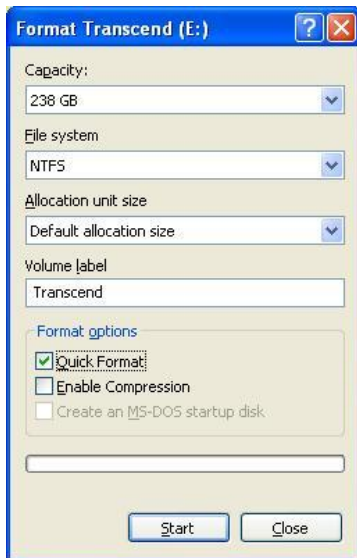 Format Transcend (E:)
Capacity:
238 GB
File system
NTFS
Allocation unit size
Default allocation size
Volume label
Transcend
Format options
Quick Format
Enable Compression
Create an MS-DOS startup disk
Start Close